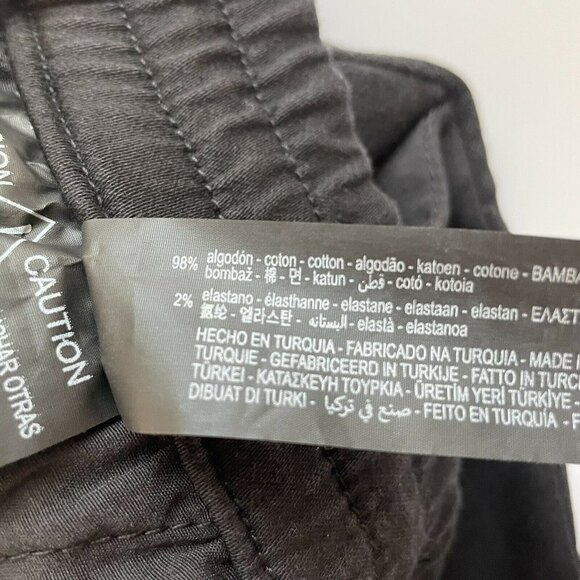 98% algodón - coton - cotton - algodão - katoen - cotone - BAMBA
bombaž - 棉 - 면 - katun - قطن - cotó - kotoia
2% elastano - élasthanne - elastane - elastaan - elastan - ΕΛΑΣΤ
氨纶 - 엘라스탄 - اليستانه - elastà - elastanoa
HECHO EN TURQUIA - FABRICADO NA TURQUIA - MADE IN
TURQUIE - GEFABRICEERD IN TURKIJE - FATTO IN TURC
TÜRKEI - ΚΑΤΑΣΚΕΥΗ ΤΟΥΡΚΙΑ - ÜRETİM YERİ TÜRKİYE -
DIBUAT DI TURKI - صنع في تركيا - FEITO EN TURQUÍA - F
CAUTION
OTRAS